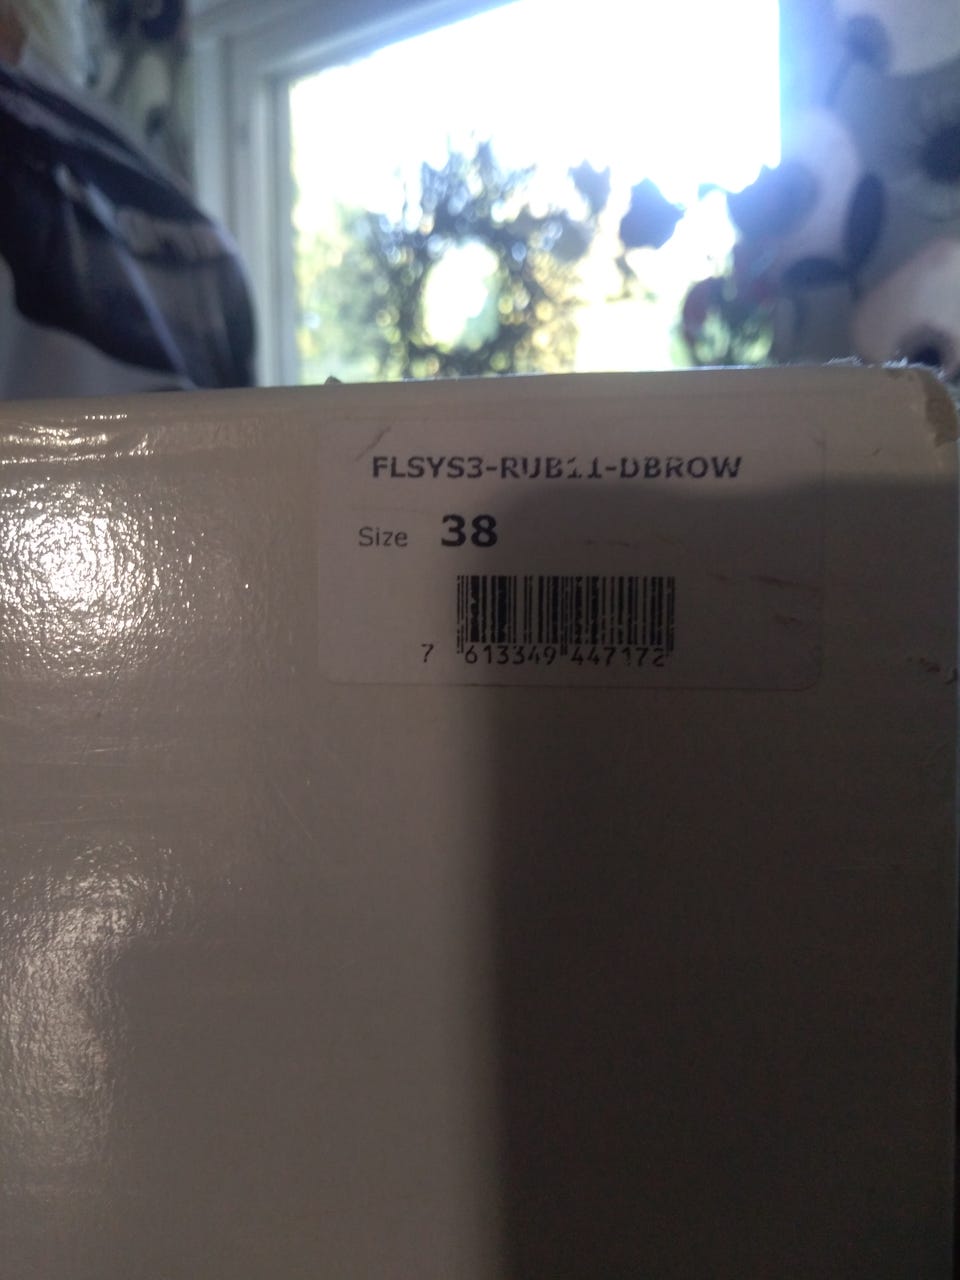 FLSYS3-RUB11-DBROW
Size 38
7 613349 447172